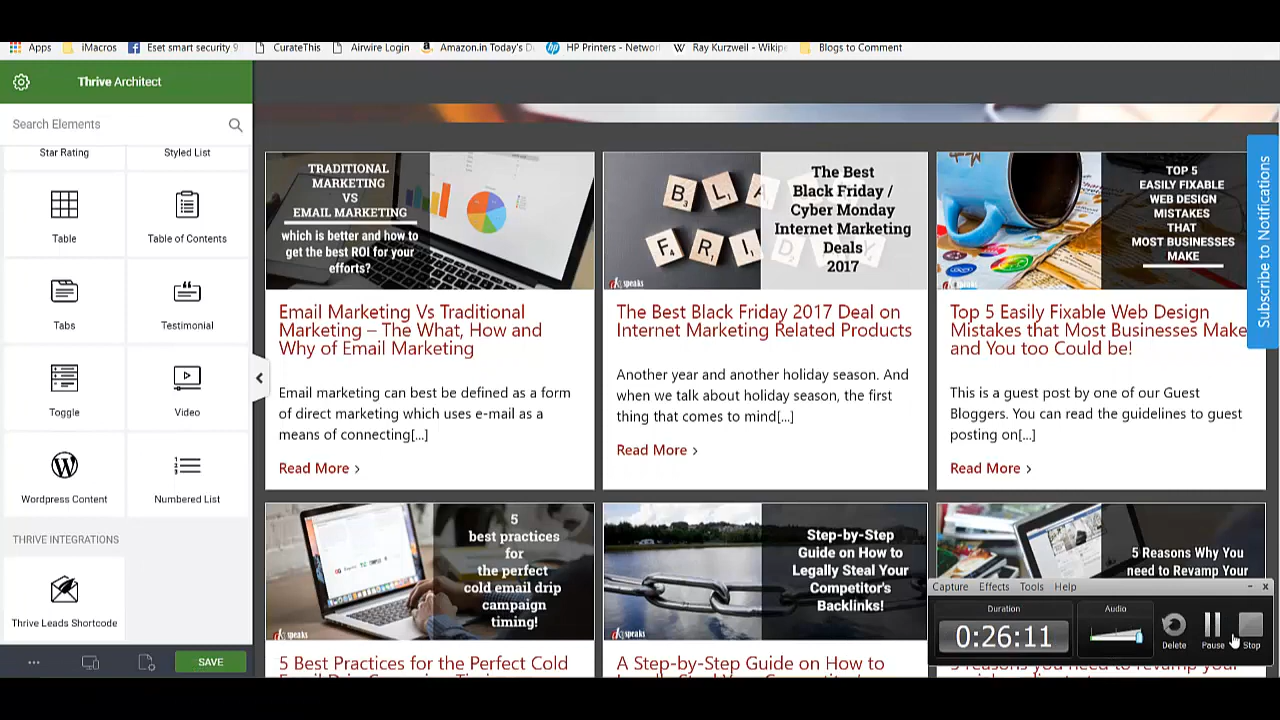 Apps iMacros Eset smart security 9 CurateThis Airwire Login Amazon.in Today's D HP Printers - Networ Ray Kurzweil - Wikipe Blogs to Comment
Thrive Architect
Search Elements
Star Rating Styled List
Table Table of Contents
Tabs Testimonial
Toggle Video
Wordpress Content Numbered List
THRIVE INTEGRATIONS
Thrive Leads Shortcode
SAVE
TRADITIONAL
MARKETING
VS
EMAIL MARKETING
which is better and how to
get the best ROI for your
efforts?
Email Marketing Vs Traditional
Marketing – The What, How and
Why of Email Marketing
Email marketing can best be defined as a form
of direct marketing which uses e-mail as a
means of connecting[...]
Read More >
BLA
FRIDAY
The Best
Black Friday /
Cyber Monday
Internet Marketing
Deals
2017
speaks
The Best Black Friday 2017 Deal on
Internet Marketing Related Products
Another year and another holiday season. And
when we talk about holiday season, the first
thing that comes to mind[...]
Read More >
TOP 5
EASILY FIXABLE
WEB DESIGN
MISTAKES
THAT
MOST BUSINESSES
MAKE
speaks
Top 5 Easily Fixable Web Design
Mistakes that Most Businesses Make
and You too Could be!
This is a guest post by one of our Guest
Bloggers. You can read the guidelines to guest
posting on[...]
Read More >
Subscribe to Notifications
5
best practices
for
the perfect
cold email drip
campaign
timing!
speaks
5 Best Practices for the Perfect Cold
Step-by-Step
Guide on How to
Legally Steal Your
Competitor's
Backlinks!
speaks
A Step-by-Step Guide on How to
5 Reasons Why You
need to Revamp Your
Capture Effects Tools Help
Duration Audio
0:26:11
Delete Pause Stop